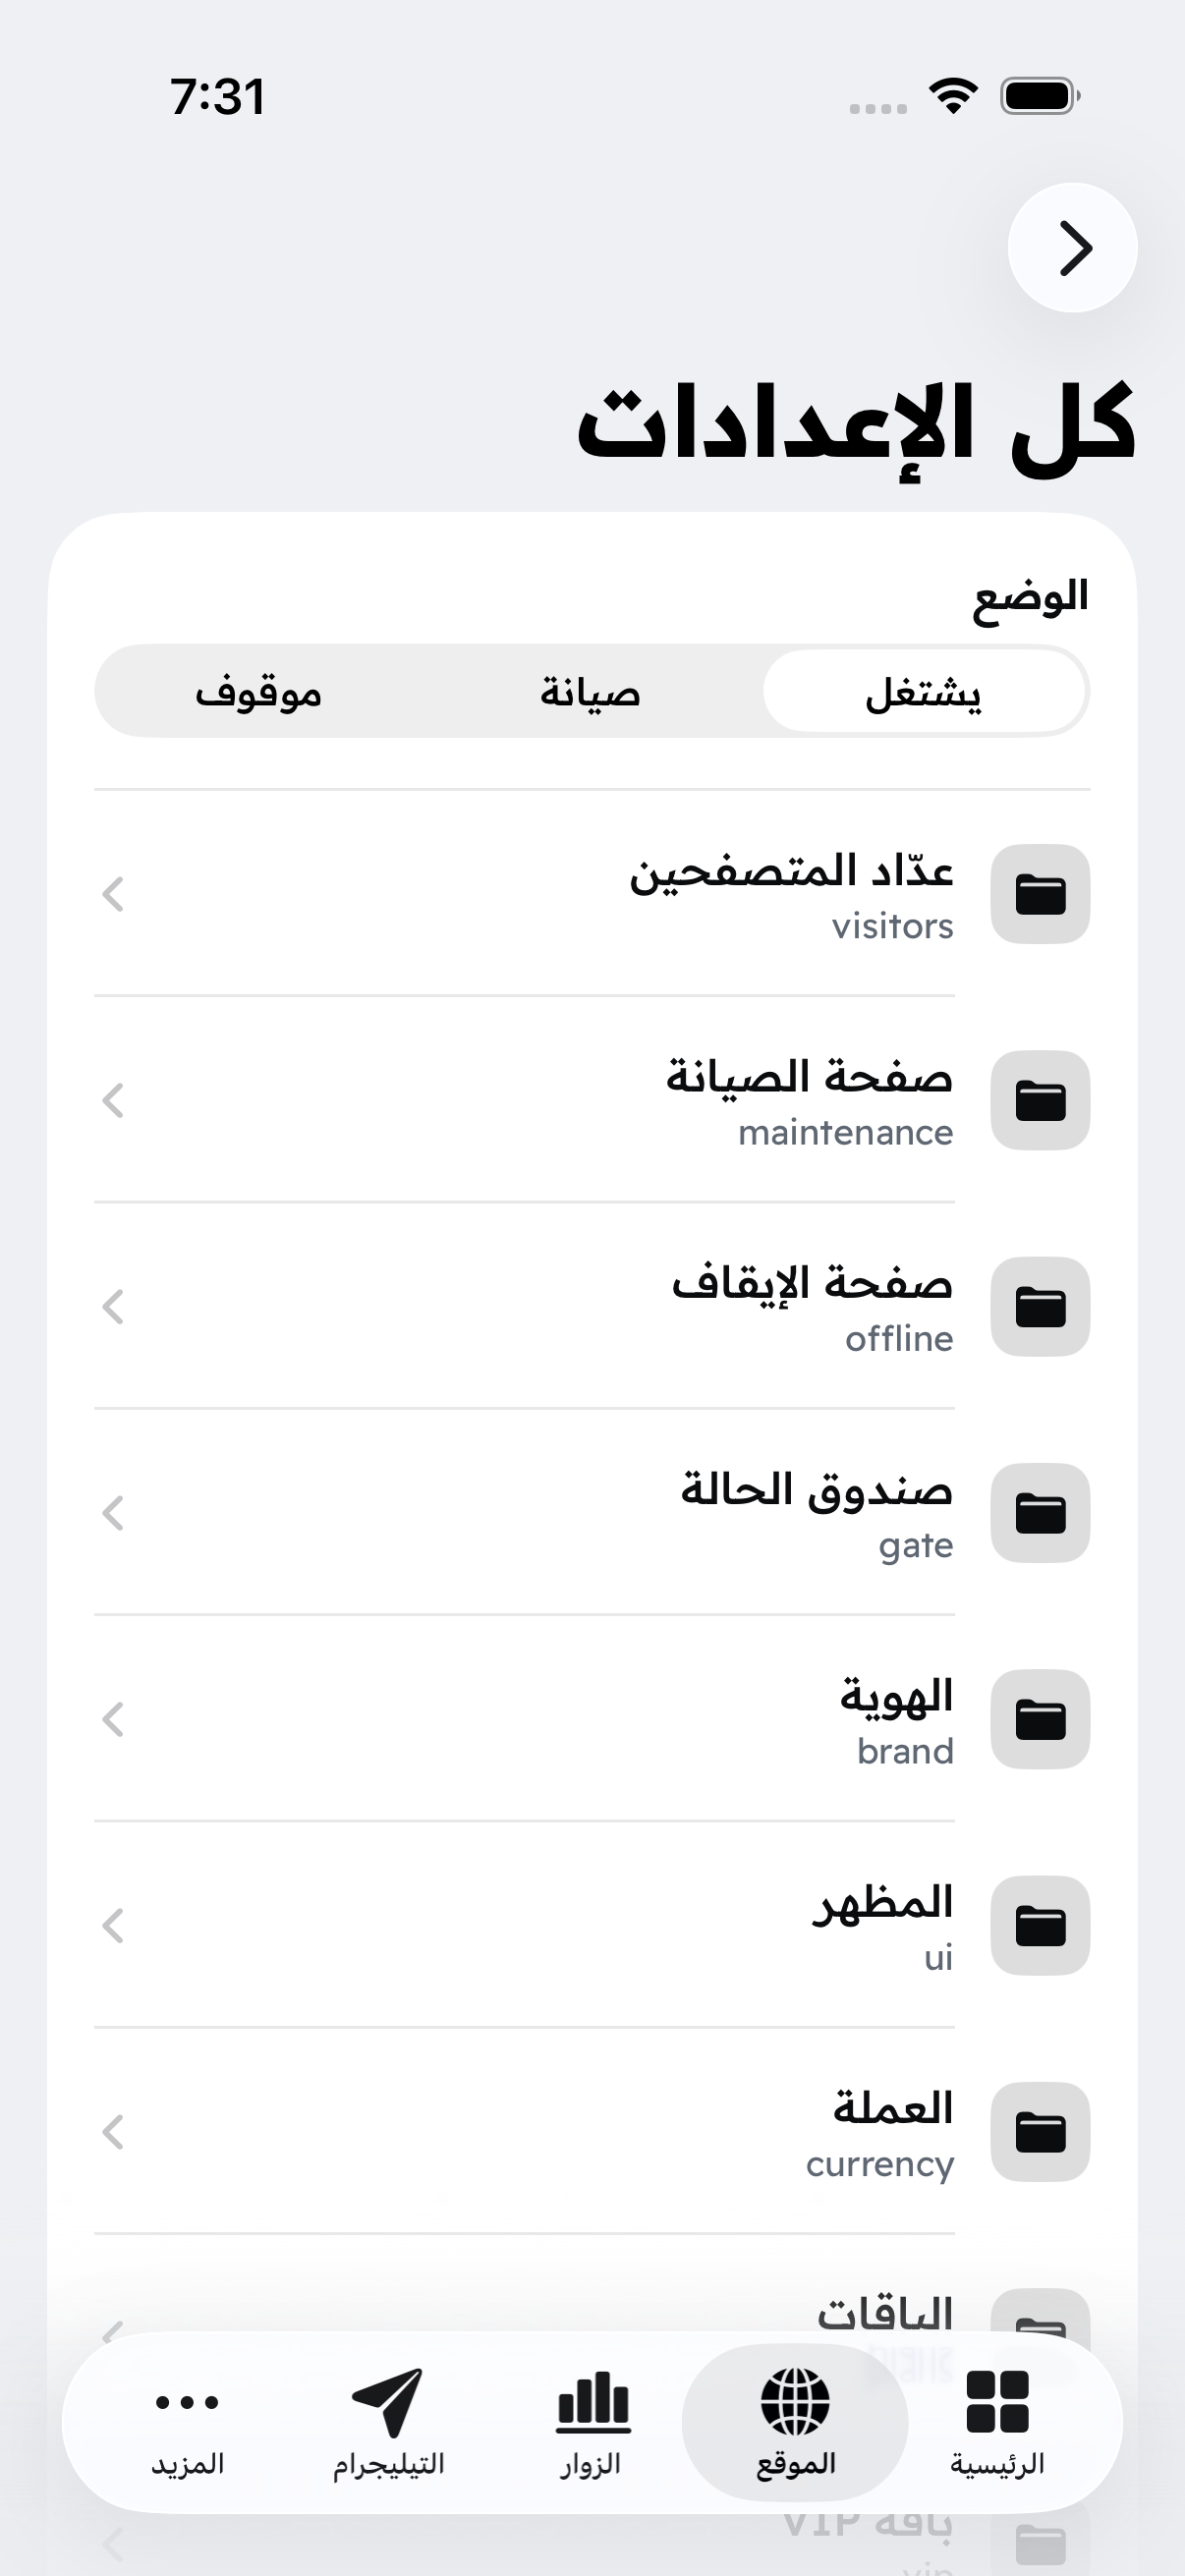 7:31
كل الإعدادات
الوضع
يشتغل
صيانة
موقوف
عدّاد المتصفحين
visitors
صفحة الصيانة
maintenance
صفحة الإيقاف
offline
صندوق الحالة
gate
الهوية
brand
المظهر
ui
العملة
currency
الباقات
الرئيسية
الموقع
الزوار
التيليجرام
المزيد
باقة VIP
vip